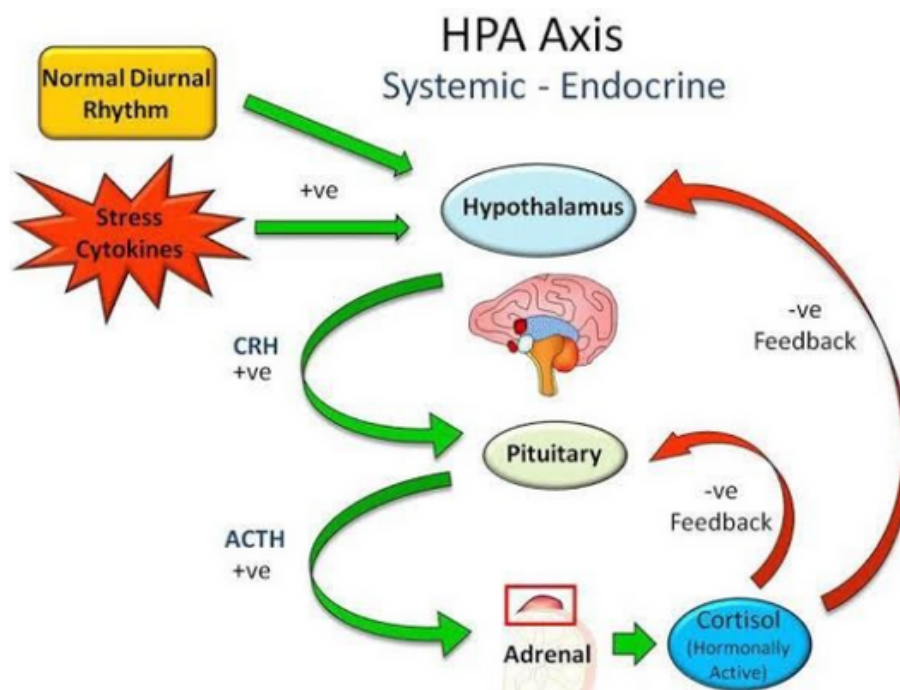 HPA Axis
Systemic - Endocrine
Normal Diurnal
Rhythm
+ve
Stress
Cytokines
Hypothalamus
-ve
Feedback
CRH
+ve
Pituitary
-ve
Feedback
ACTH
+ve
Adrenal
Cortisol
(Hormonally
Active)